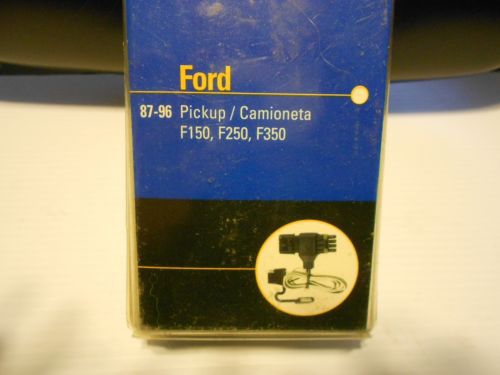 Ford
87-96 Pickup / Camioneta
F150, F250, F350